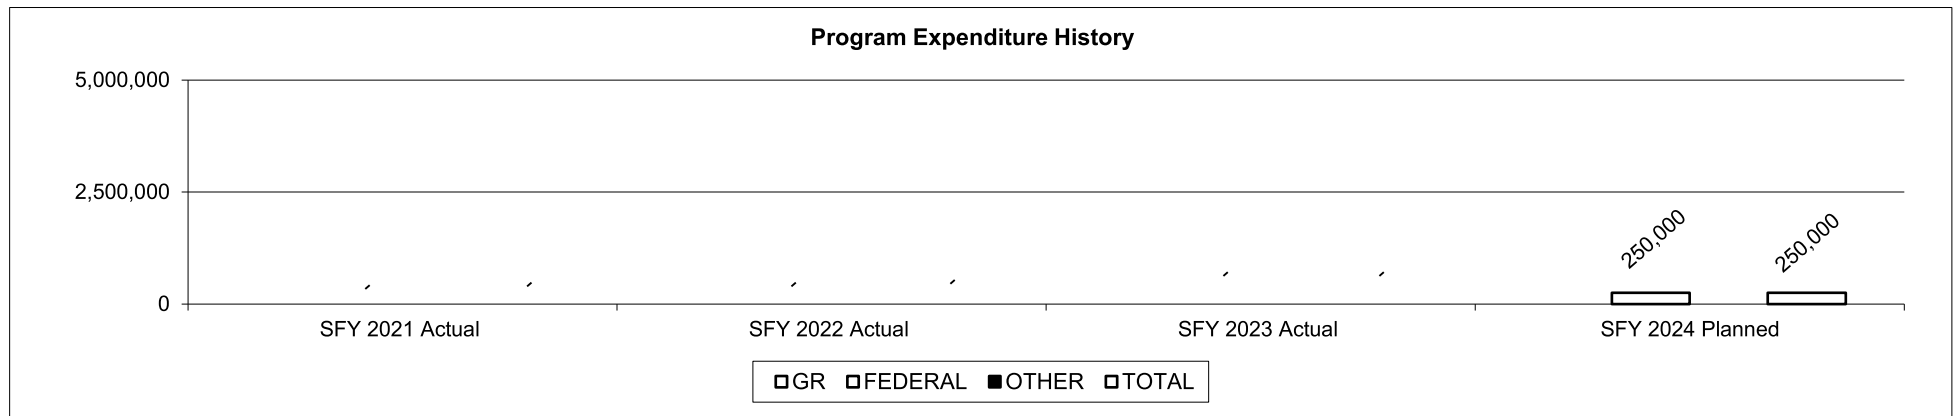 Program Expenditure History
5,000,000
2,500,000
0
- -
- -
- -
250,000
250,000
SFY 2021 Actual
SFY 2022 Actual
SFY 2023 Actual
SFY 2024 Planned
GR FEDERAL OTHER TOTAL